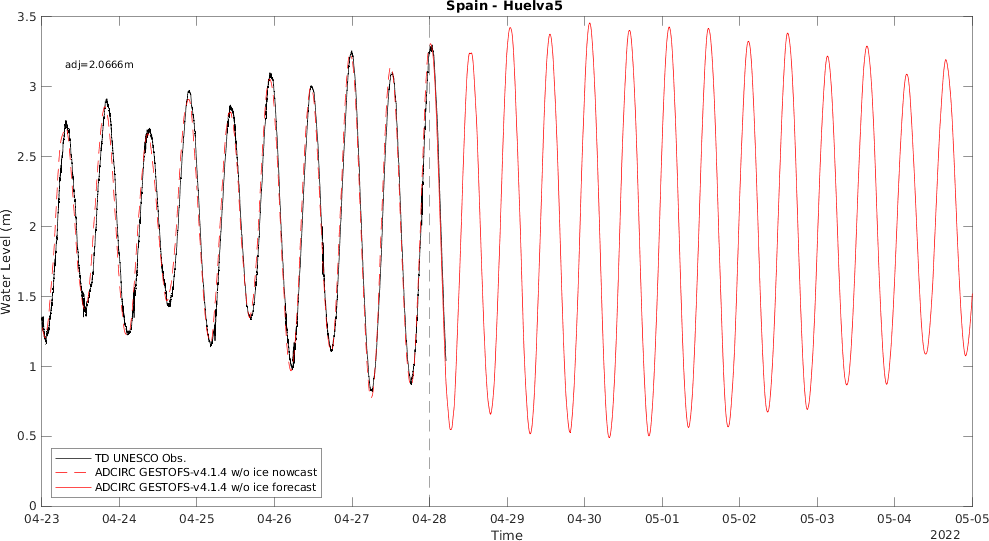 Spain - Huelva5
adj=2.0666m
3.5
3
2.5
2
1.5
1
0.5
0
Water Level (m)
TD UNESCO Obs.
ADCIRC GESTOFS-v4.1.4 w/o ice nowcast
ADCIRC GESTOFS-v4.1.4 w/o ice forecast
04-23 04-24 04-25 04-26 04-27 04-28 04-29 04-30 05-01 05-02 05-03 05-04 05-05
Time
2022